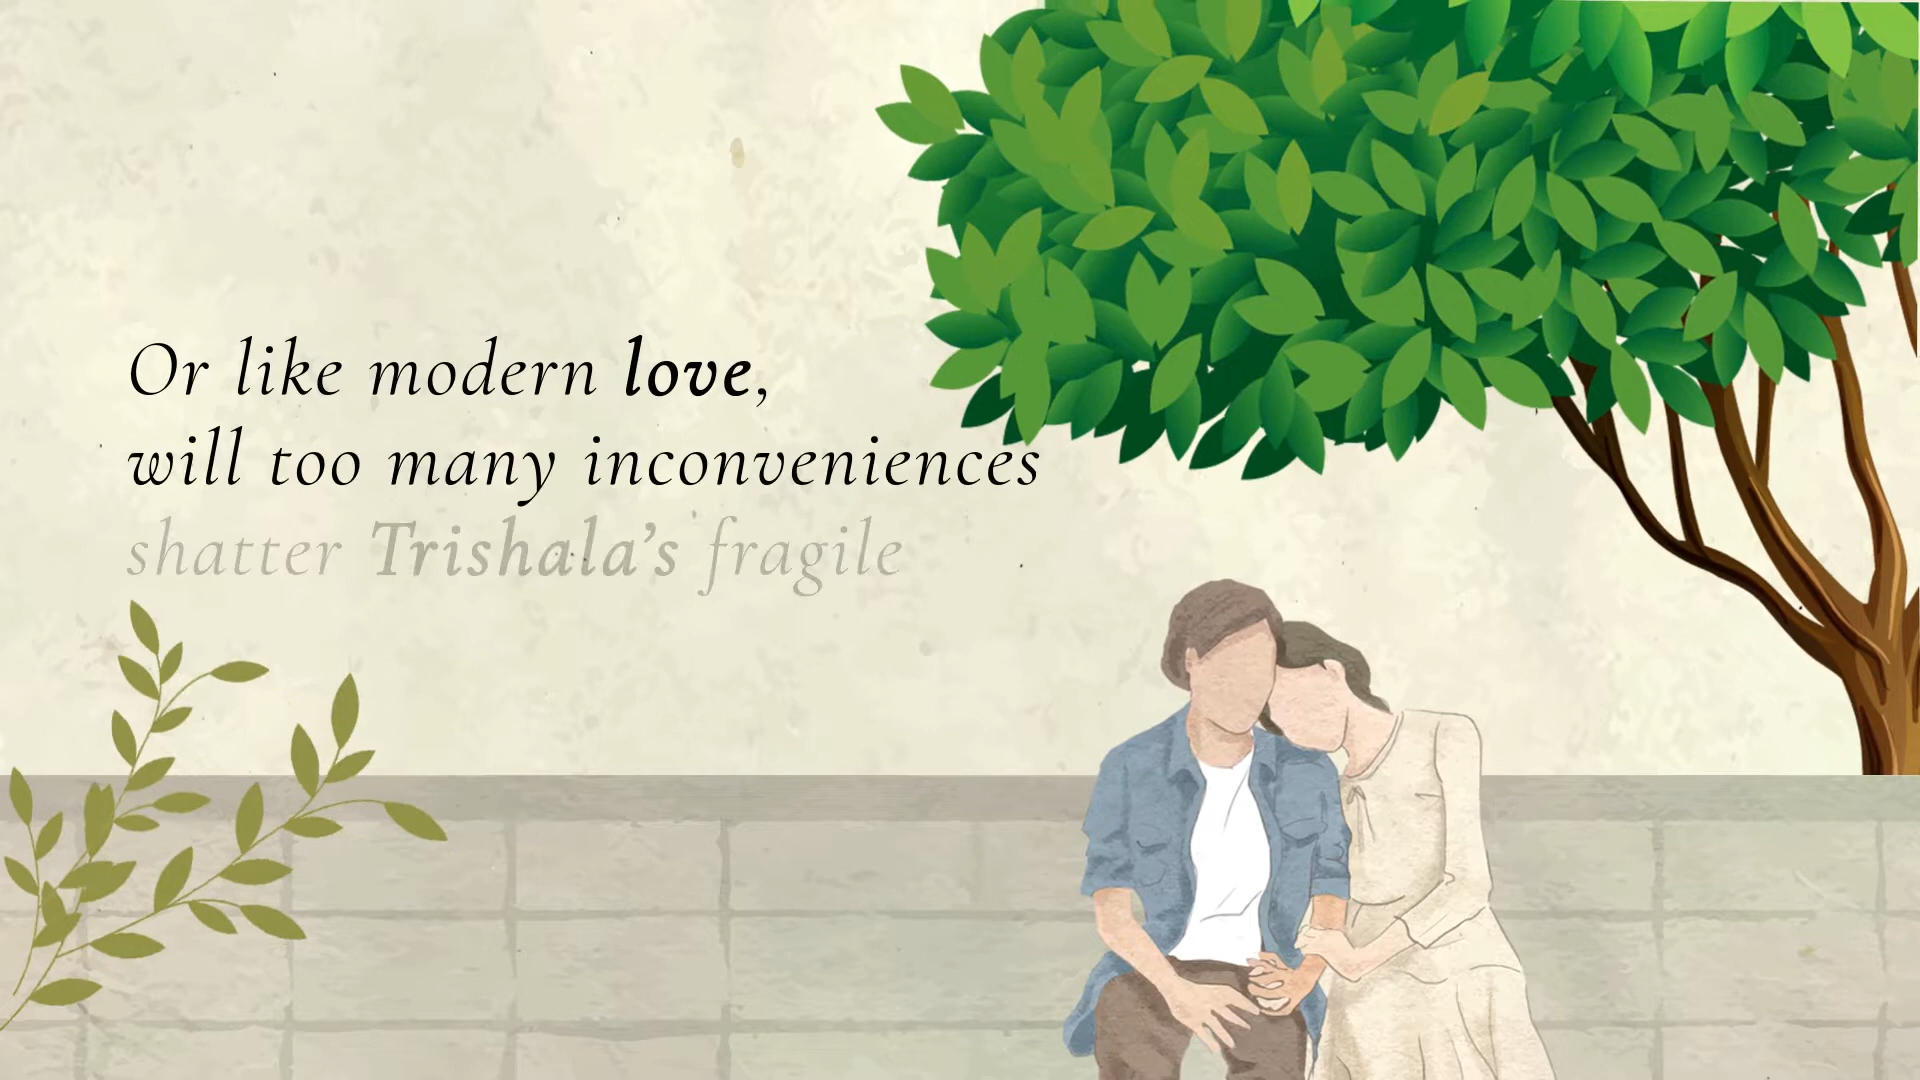 Or like modern love,
will too many inconveniences
shatter Trishala’s fragile